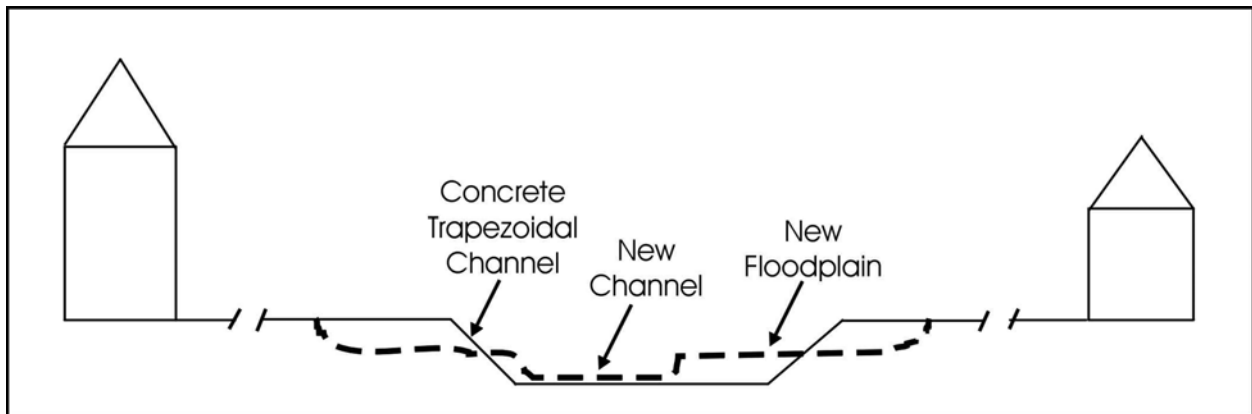 Concrete
Trapezoidal
Channel
New
Channel
New
Floodplain